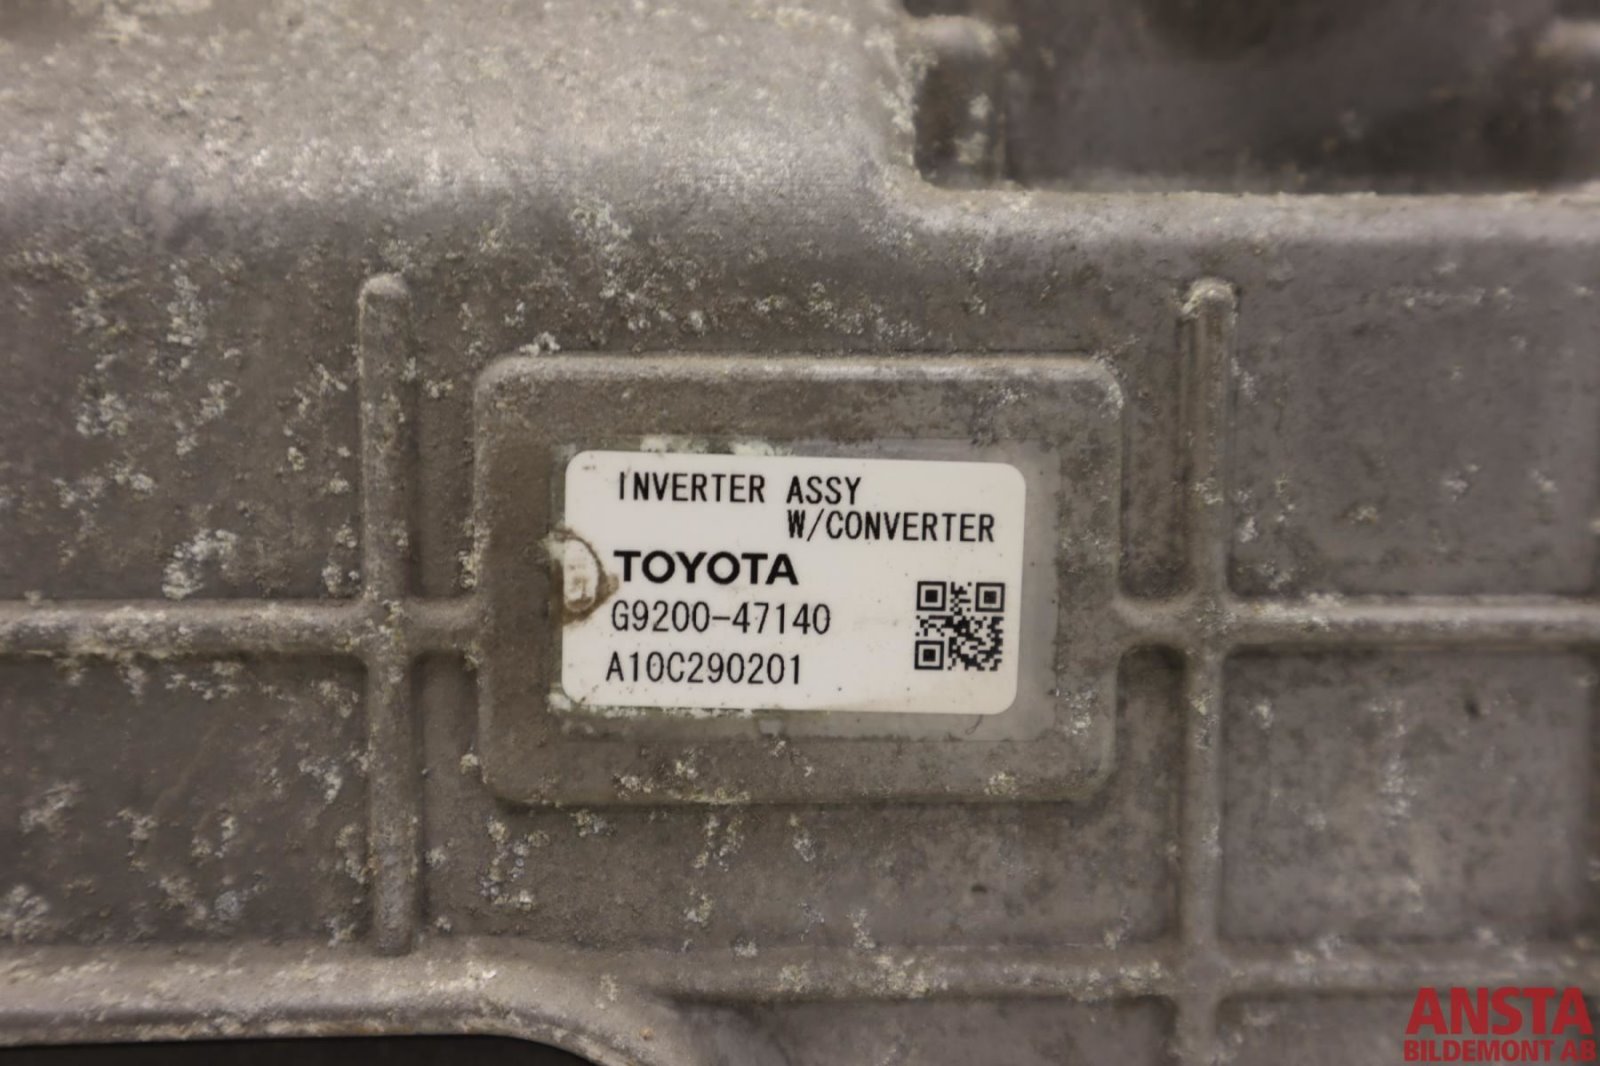 INVERTER ASSY
W/CONVERTER
TOYOTA
G9200-47140
A10C290201
ANSTA
BILDEMONT AB